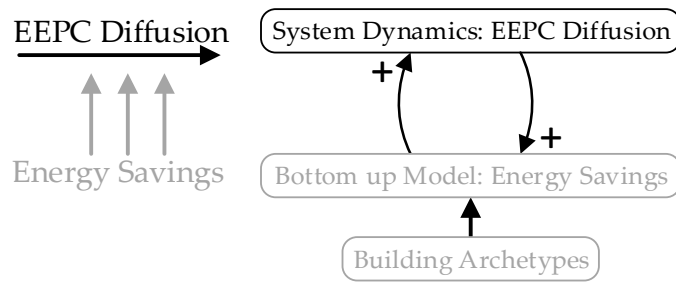 EEPC Diffusion
Energy Savings
System Dynamics: EEPC Diffusion
+
+
Bottom up Model: Energy Savings
Building Archetypes